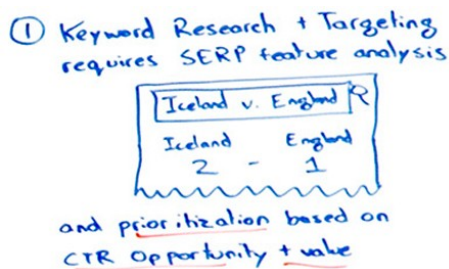 ① Keyword Research + Targeting
requires SERP feature analysis
Iceland v. England
Iceland England
2 - 1
and prioritization based on
CTR Opportunity + value